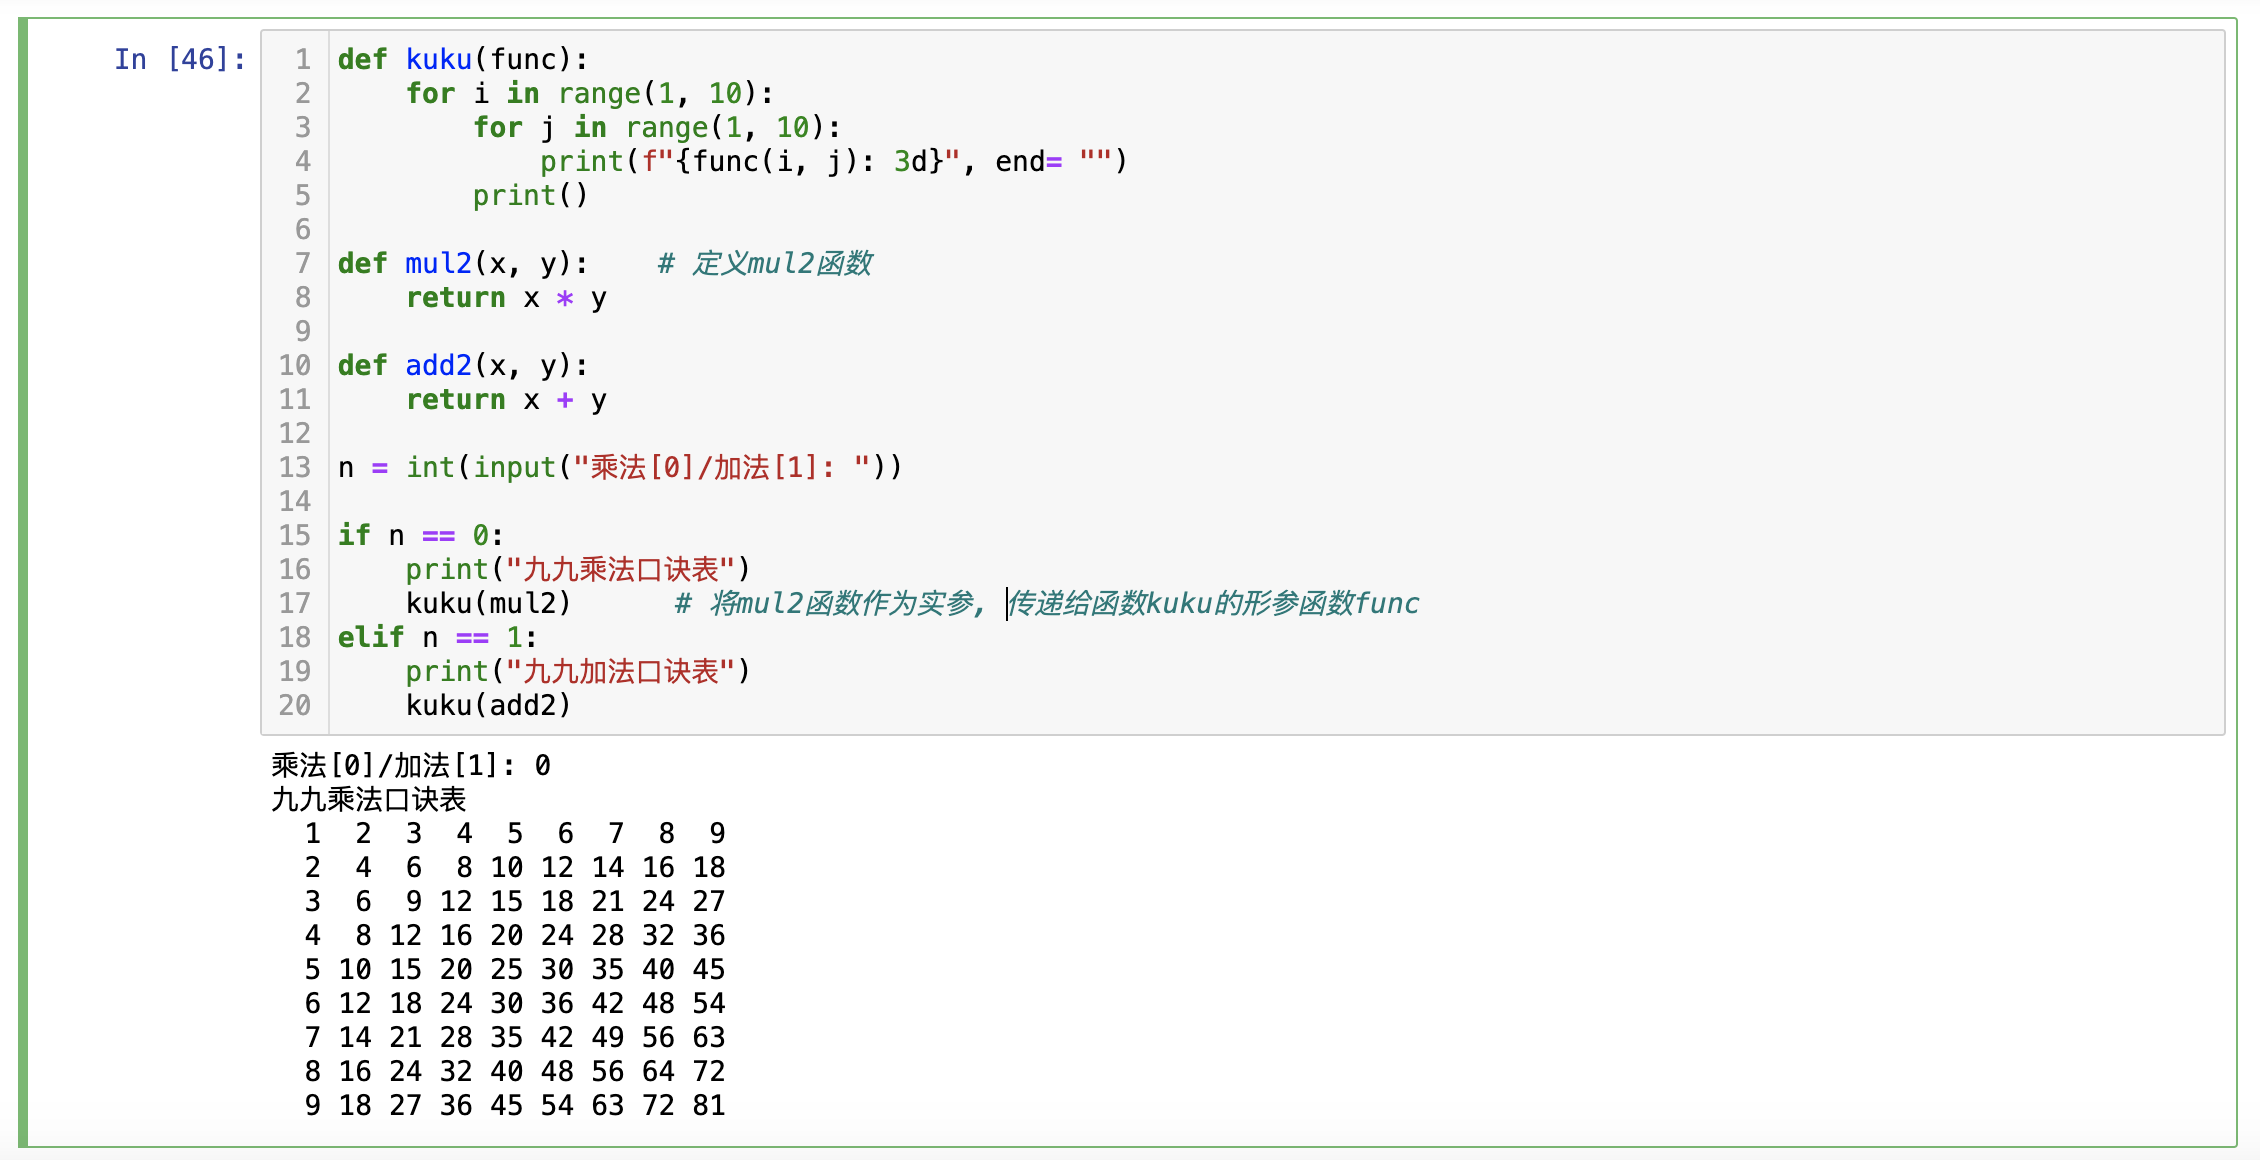 In [46]:
1 def kuku(func):
2     for i in range(1, 10):
3         for j in range(1, 10):
4             print(f"{func(i, j): 3d}", end= "")
5         print()
6
7 def mul2(x, y):    # 定义mul2函数
8     return x * y
9
10 def add2(x, y):
11     return x + y
12
13 n = int(input("乘法[0]/加法[1]: "))
14
15 if n == 0:
16     print("九九乘法口诀表")
17     kuku(mul2)      # 将mul2函数作为实参, 传递给函数kuku的形参函数func
18 elif n == 1:
19     print("九九加法口诀表")
20     kuku(add2)
乘法[0]/加法[1]: 0
九九乘法口诀表
  1  2  3  4  5  6  7  8  9
  2  4  6  8 10 12 14 16 18
  3  6  9 12 15 18 21 24 27
  4  8 12 16 20 24 28 32 36
  5 10 15 20 25 30 35 40 45
  6 12 18 24 30 36 42 48 54
  7 14 21 28 35 42 49 56 63
  8 16 24 32 40 48 56 64 72
  9 18 27 36 45 54 63 72 81